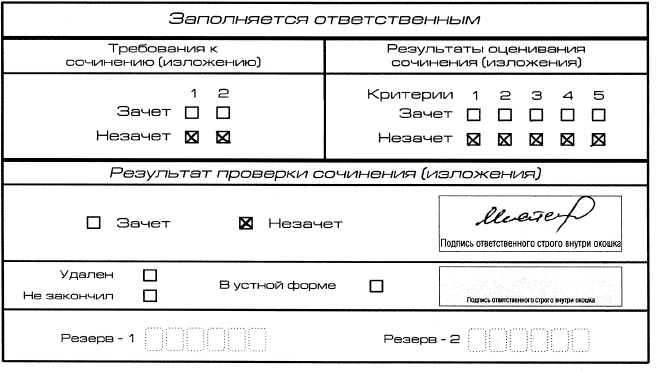 Заполняется ответственным
Требования к
сочинению (изложению)
1 2
Зачет
Незачет
Результаты оценивания
сочинения (изложения)
Критерии 1 2 3 4 5
Зачет
Незачет
Результат проверки сочинения (изложения)
Зачет Незачет
Подпись ответственного строго внутри окошка
Удален
Не закончил
В устной форме
Подпись ответственного строго внутри окошка
Резерв - 1
Резерв - 2